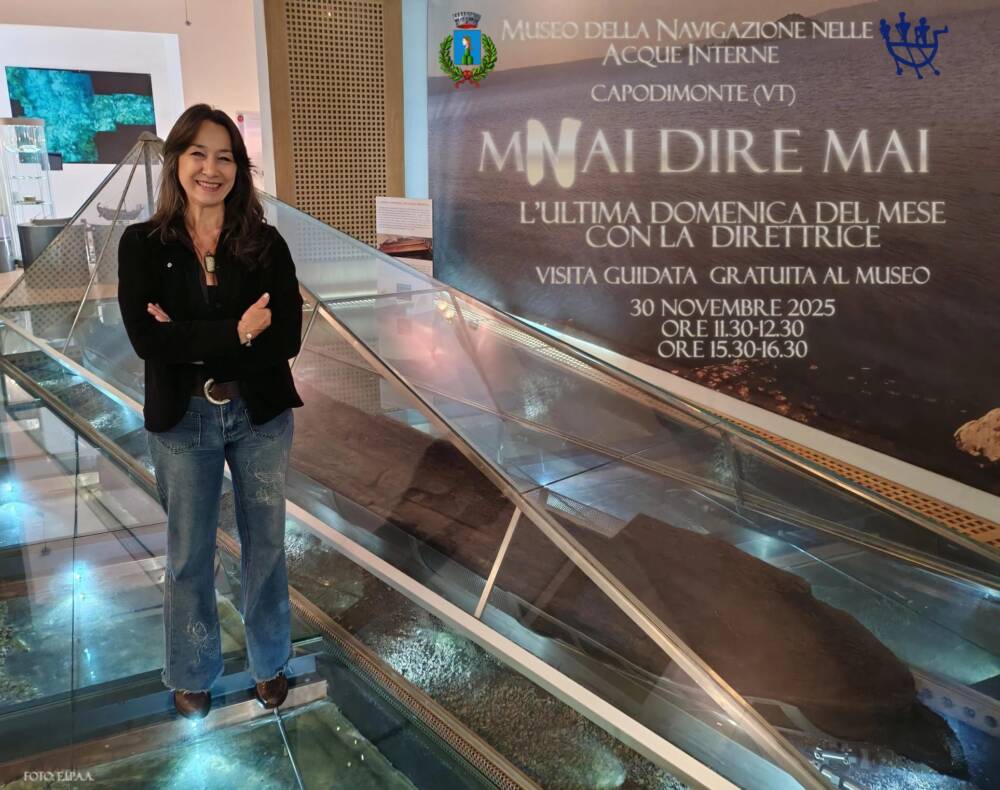 Museo della Navigazione nelle
Acque Interne
Capodimonte (VT)
MNAI DIRE MAI
L'ULTIMA DOMENICA DEL MESE
CON LA DIRETTRICE
VISITA GUIDATA GRATUITA AL MUSEO
30 NOVEMBRE 2025
ORE 11.30-12.30
ORE 15.30-16.30
FOTO: E.I.P.A.A.